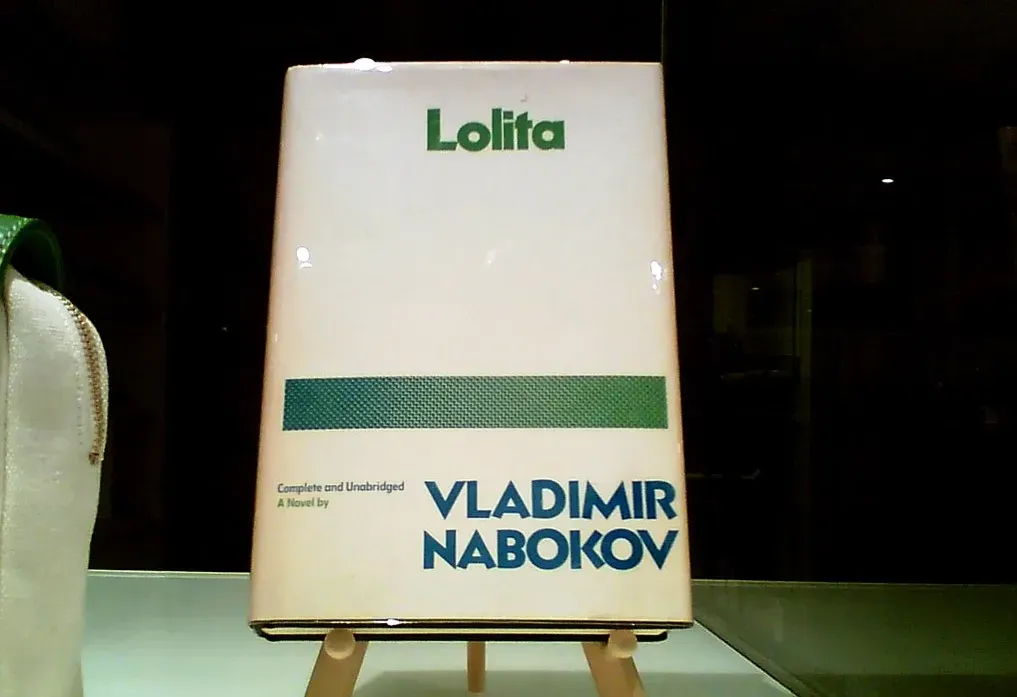 Lolita
Complete and Unabridged
A Novel by
VLADIMIR
NABOKOV